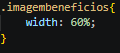 .imagembeneficios{
    width: 60%;
}